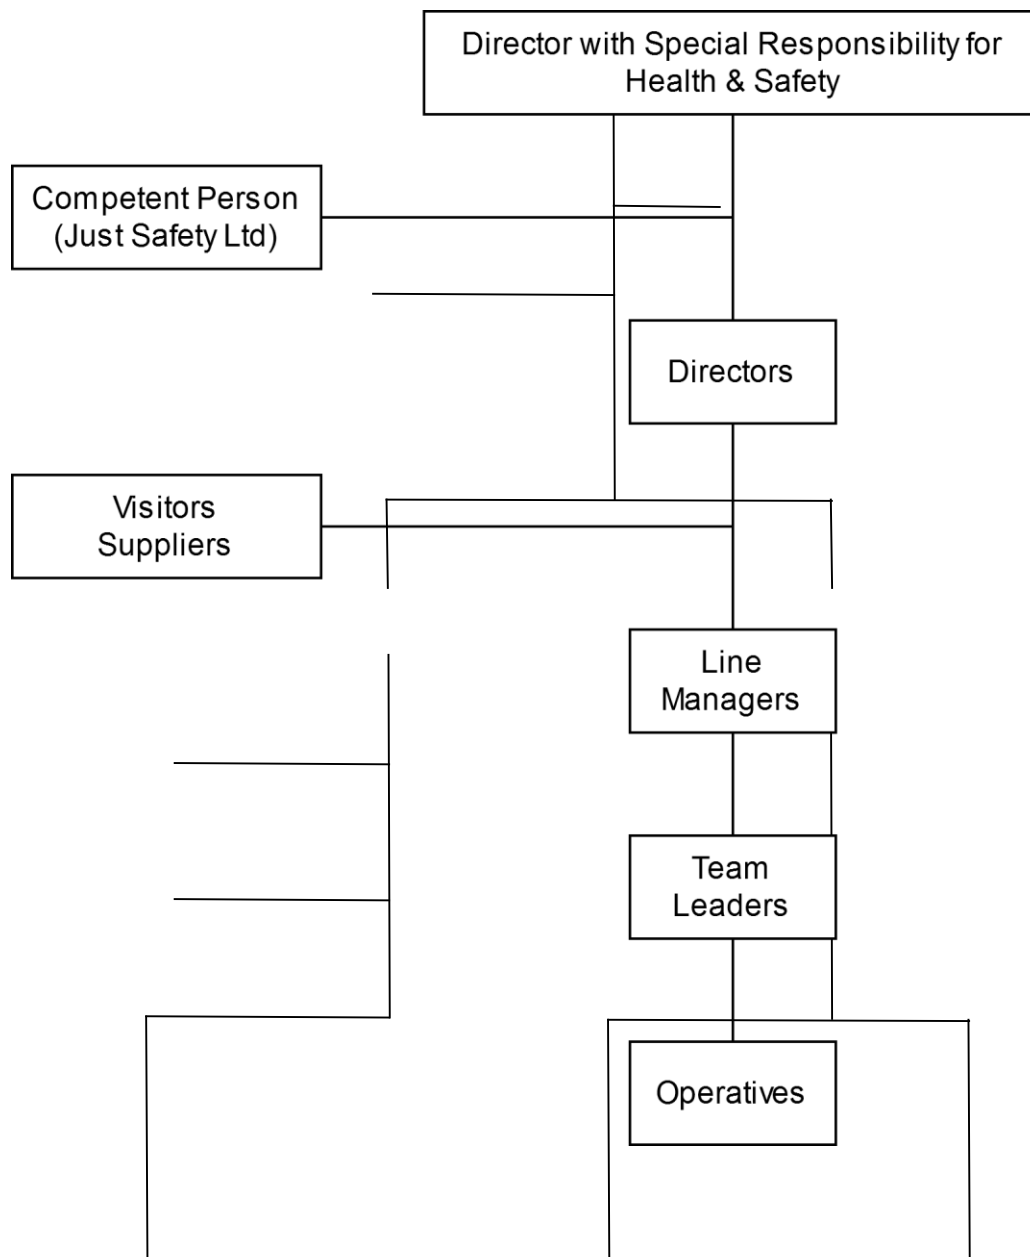 Director with Special Responsibility for
Health & Safety
Competent Person
(Just Safety Ltd)
Directors
Visitors
Suppliers
Line
Managers
Team
Leaders
Operatives